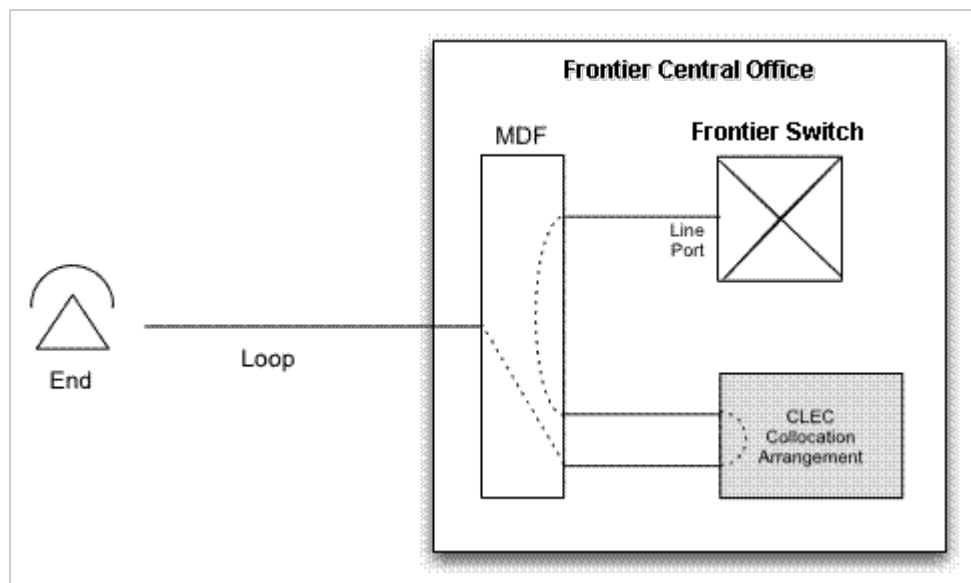 Frontier Central Office
MDF
Frontier Switch
Line
Port
End
Loop
CLEC
Collocation
Arrangement